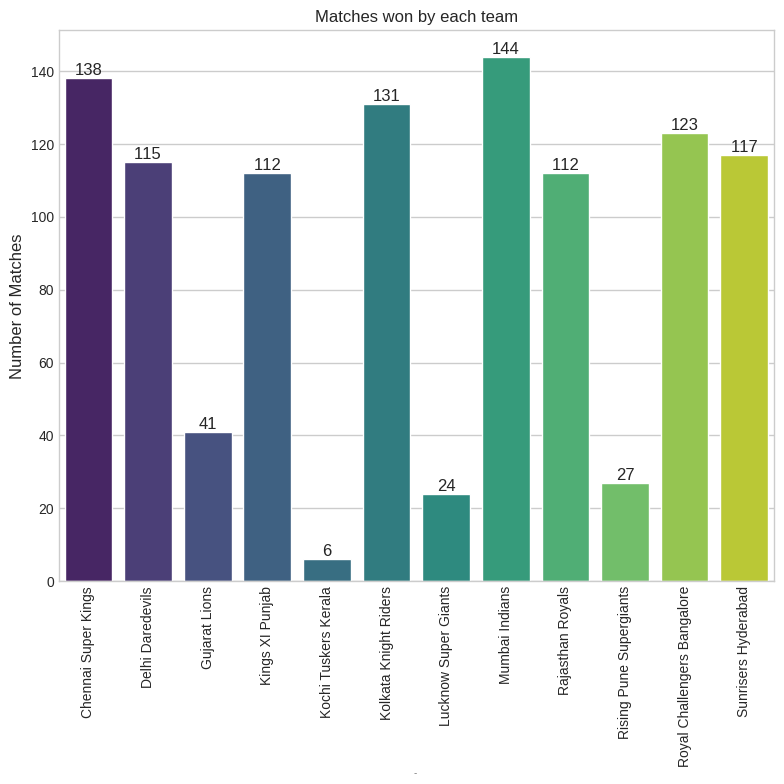 Matches won by each team
144
138
131
123
117
115
112
112
41
27
24
6
Number of Matches
140
120
100
80
60
40
20
0
Chennai Super Kings
Delhi Daredevils
Gujarat Lions
Kings XI Punjab
Kochi Tuskers Kerala
Kolkata Knight Riders
Lucknow Super Giants
Mumbai Indians
Rajasthan Royals
Rising Pune Supergiants
Royal Challengers Bangalore
Sunrisers Hyderabad